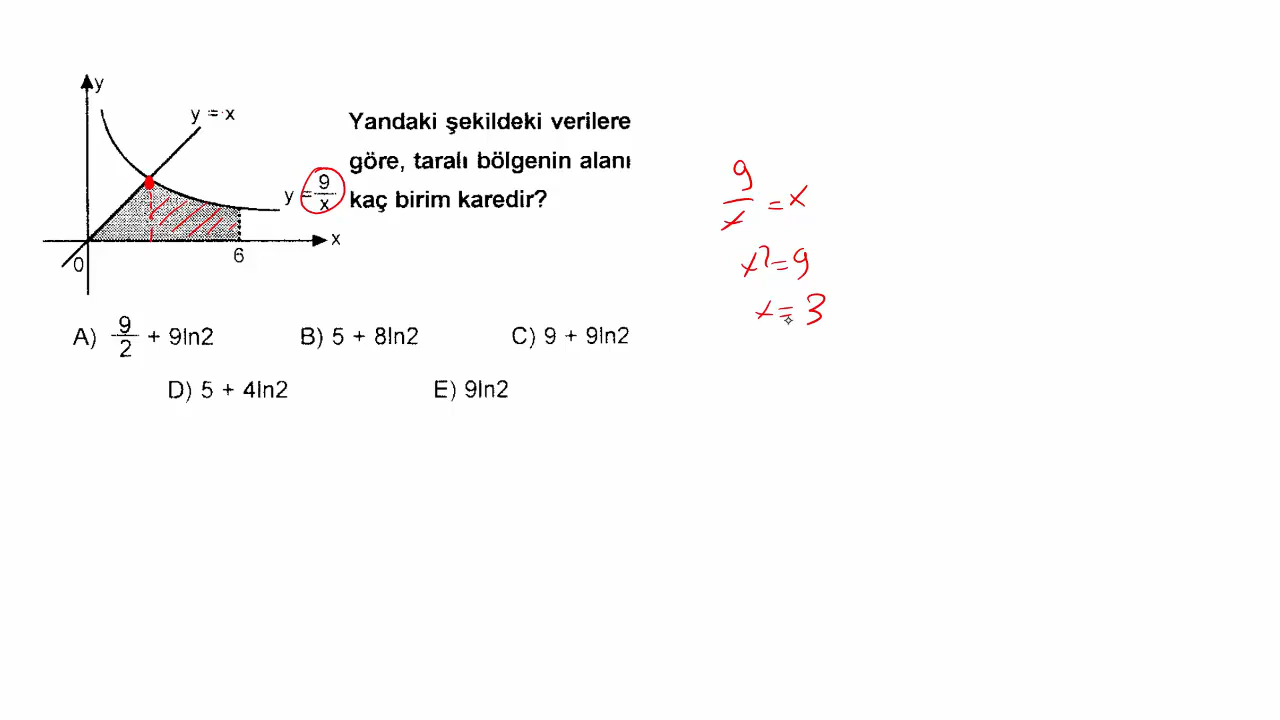 y
y = x
Yandaki şekildeki verilere
göre, taralı bölgenin alanı
y = 9/x
kaç birim karedir?
x
0
6
A) 9/2 + 9ln2 B) 5 + 8ln2 C) 9 + 9ln2
D) 5 + 4ln2 E) 9ln2
9/x = x
x² = 9
x = 3